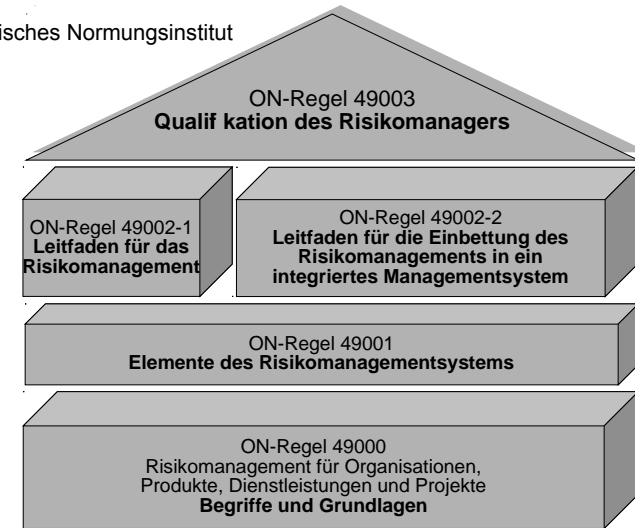 isches Normungsinstitut
ON-Regel 49003
Qualif kation des Risikomanagers
ON-Regel 49002-1
Leitfaden für das
Risikomanagement
ON-Regel 49002-2
Leitfaden für die Einbettung des
Risikomanagements in ein
integriertes Managementsystem
ON-Regel 49001
Elemente des Risikomanagementsystems
ON-Regel 49000
Risikomanagement für Organisationen,
Produkte, Dienstleistungen und Projekte
Begriffe und Grundlagen